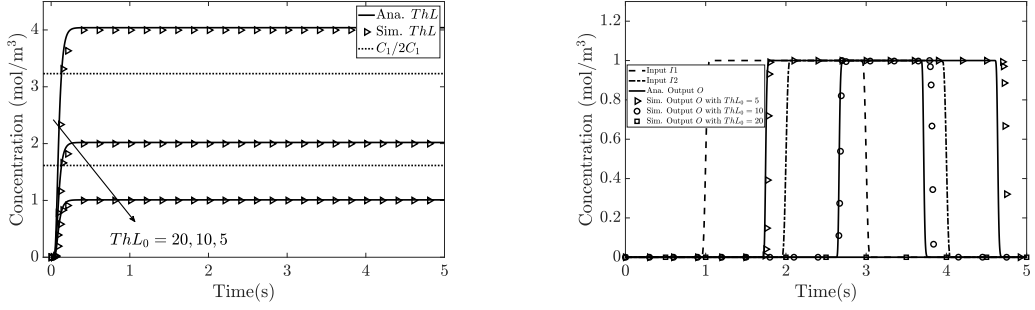 Concentration (mol/m³)
4
3
2
1
0
Ana. ThL
Sim. ThL
C₁/2C₁
ThL₀ = 20, 10, 5
0 1 2 3 4 5
Time(s)
Concentration (mol/m³)
1.2
1
0.8
0.6
0.4
0.2
0
Input I1
Input I2
Ana. Output O
Sim. Output O with ThL₀ = 5
Sim. Output O with ThL₀ = 10
Sim. Output O with ThL₀ = 20
0 1 2 3 4 5
Time(s)